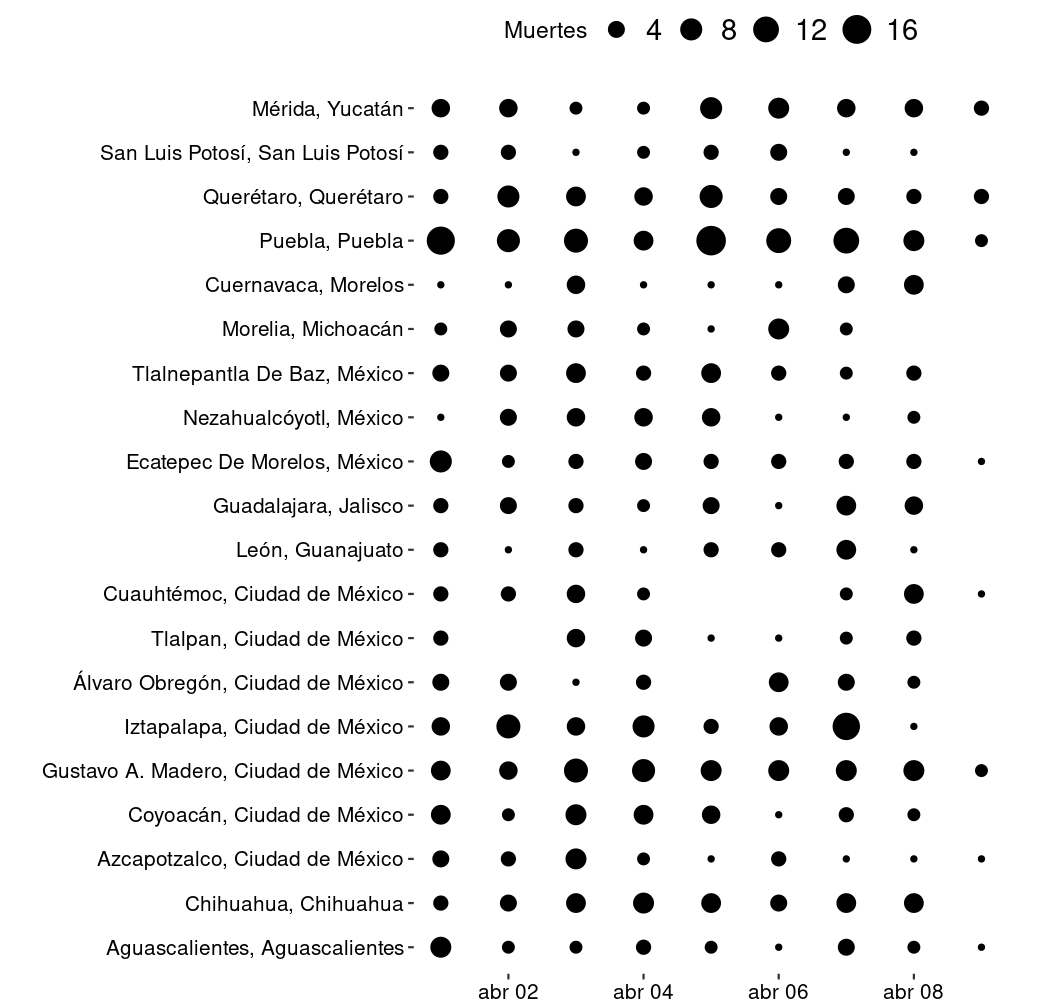 Muertes 4 8 12 16
Mérida, Yucatán
San Luis Potosí, San Luis Potosí
Querétaro, Querétaro
Puebla, Puebla
Cuernavaca, Morelos
Morelia, Michoacán
Tlalnepantla De Baz, México
Nezahualcóyotl, México
Ecatepec De Morelos, México
Guadalajara, Jalisco
León, Guanajuato
Cuauhtémoc, Ciudad de México
Tlalpan, Ciudad de México
Álvaro Obregón, Ciudad de México
Iztapalapa, Ciudad de México
Gustavo A. Madero, Ciudad de México
Coyoacán, Ciudad de México
Azcapotzalco, Ciudad de México
Chihuahua, Chihuahua
Aguascalientes, Aguascalientes
abr 02 abr 04 abr 06 abr 08